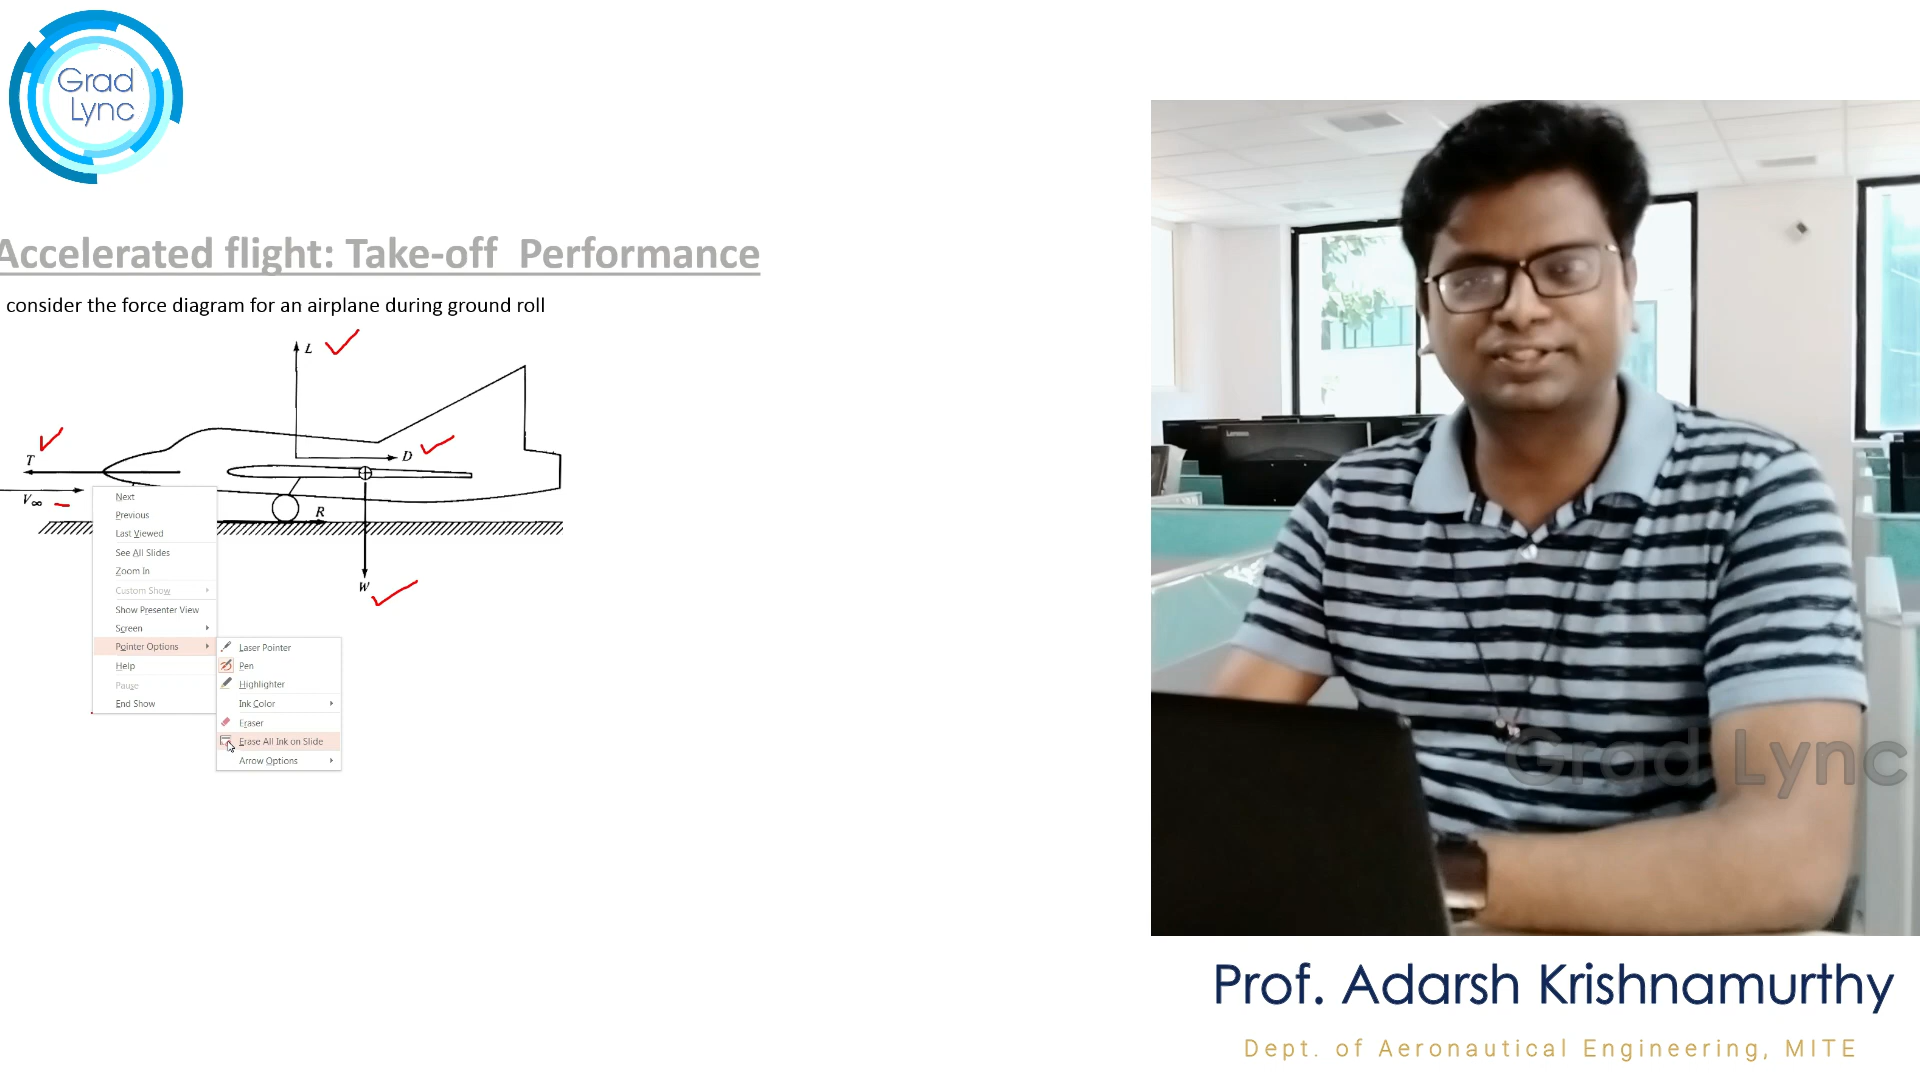 Grad
Lync
Accelerated flight: Take-off Performance
consider the force diagram for an airplane during ground roll
L
T
D
V∞
R
W
Next
Previous
Last Viewed
See All Slides
Zoom In
Custom Show
Show Presenter View
Screen
Pointer Options
Help
Pause
End Show
Laser Pointer
Pen
Highlighter
Ink Color
Eraser
Erase All Ink on Slide
Arrow Options
Lenovo
Grad Lync
Prof. Adarsh Krishnamurthy
Dept. of Aeronautical Engineering, MITE